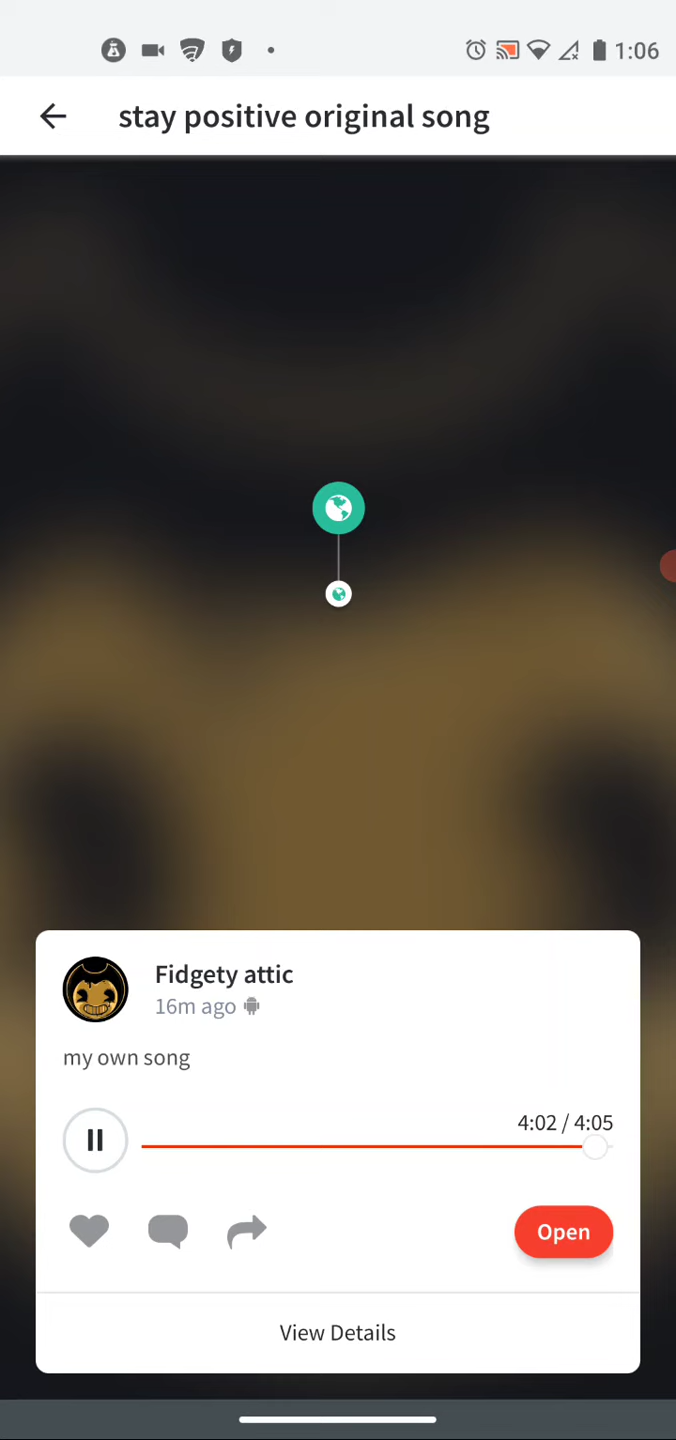 1:06
stay positive original song
Fidgety attic
16m ago
my own song
4:02 / 4:05
Open
View Details